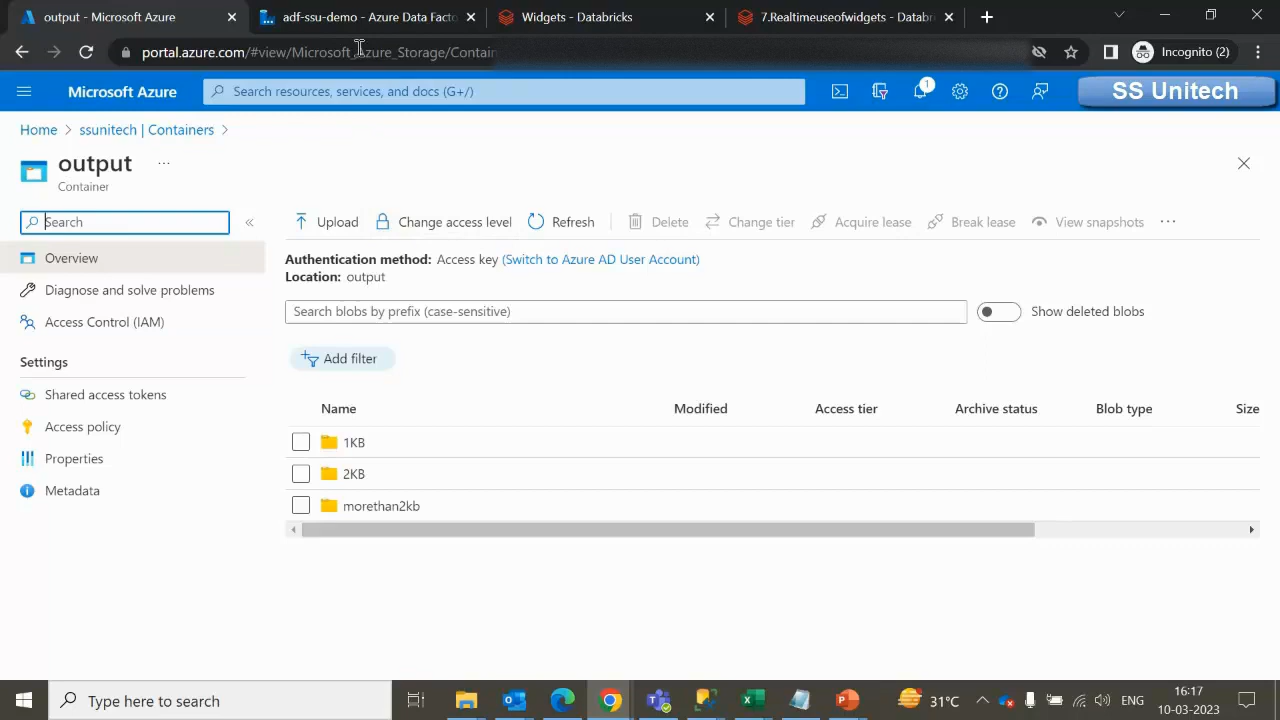 output - Microsoft Azure
adf-ssu-demo - Azure Data Facto
Widgets - Databricks
7.Realtimeuseofwidgets - Databr
portal.azure.com/#view/Microsoft_Azure_Storage/Contain
Incognito (2)
Microsoft Azure
Search resources, services, and docs (G+/)
1
SS Unitech
Home > ssunitech | Containers >
output ...
Container
Search
Upload
Change access level
Refresh
Delete
Change tier
Acquire lease
Break lease
View snapshots
Overview
Diagnose and solve problems
Access Control (IAM)
Settings
Shared access tokens
Access policy
Properties
Metadata
Authentication method: Access key (Switch to Azure AD User Account)
Location: output
Search blobs by prefix (case-sensitive)
Show deleted blobs
Add filter
Name Modified Access tier Archive status Blob type Size
1KB
2KB
morethan2kb
Type here to search
31°C
ENG
16:17
10-03-2023